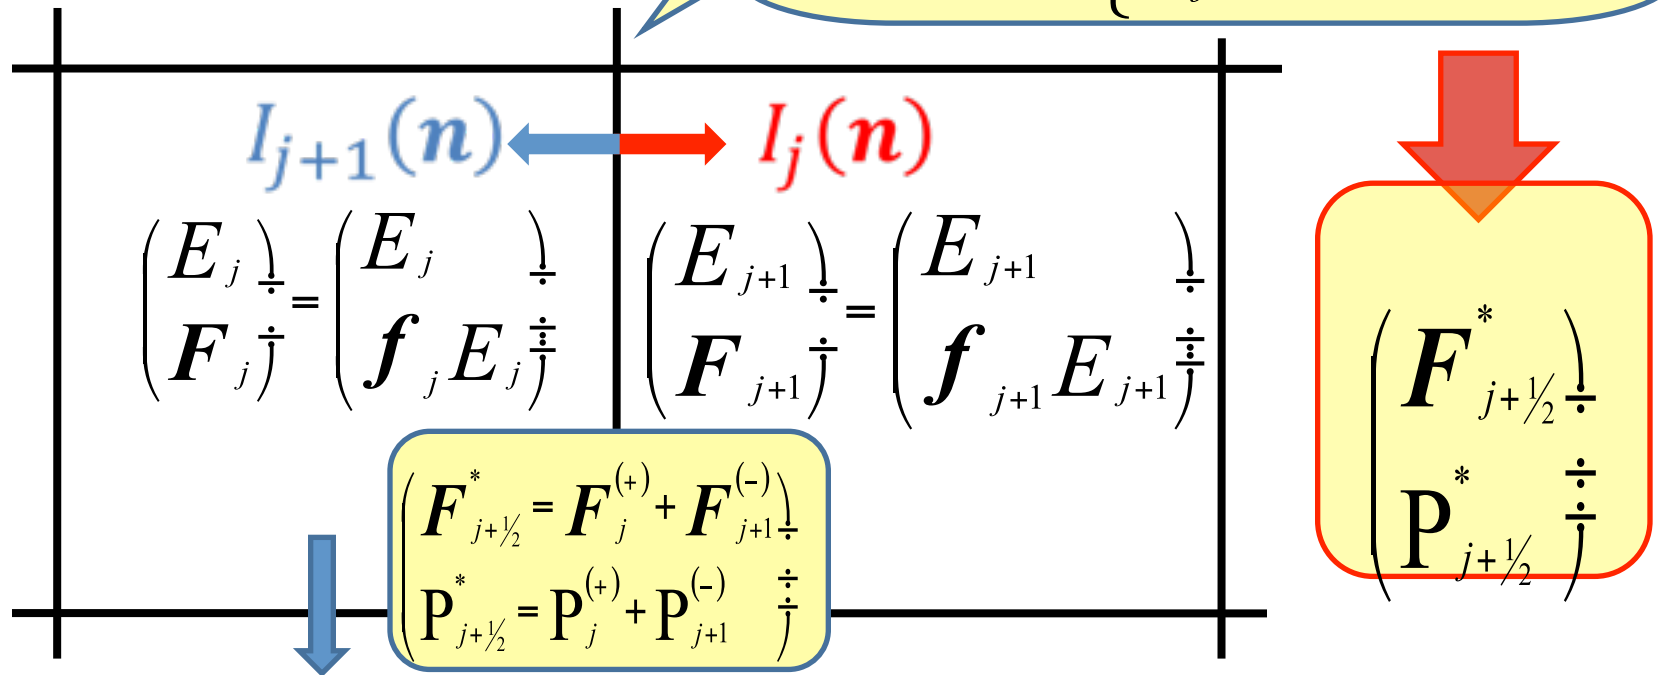 I_{j+1}(n) I_j(n)
(E_j F_j) = (E_j f_j E_j)
(E_{j+1} F_{j+1}) = (E_{j+1} f_{j+1} E_{j+1})
F*_{j+½} = F_j^{(+)} + F_{j+1}^{(-)}
P*_{j+½} = P_j^{(+)} + P_{j+1}^{(-)}
F*_{j+½}
P*_{j+½}